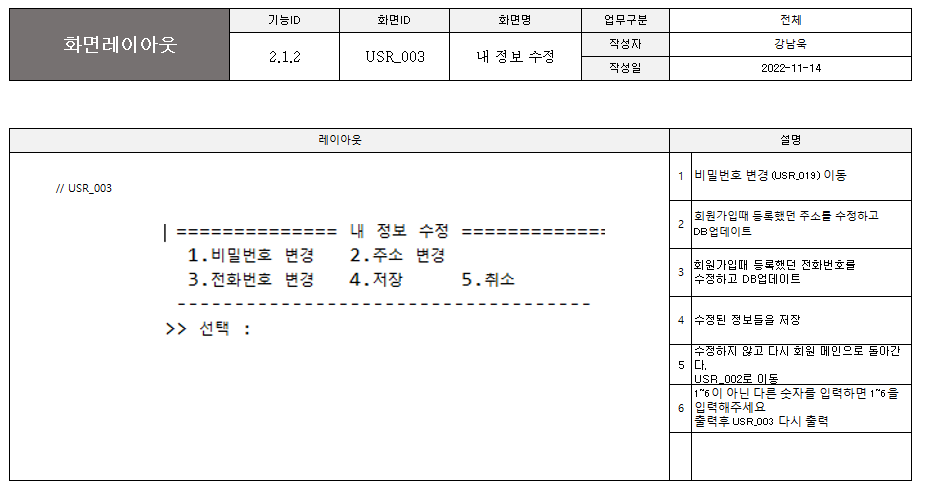 화면레이아웃
기능ID 화면ID 화면명 업무구분 전체
2.1.2 USR_003 내 정보 수정
작성자 강남욱
작성일 2022-11-14
레이아웃 설명
// USR_003
| ============== 내 정보 수정 =============
1.비밀번호 변경 2.주소 변경
3.전화번호 변경 4.저장 5.취소
------------------------------------
>> 선택 :
1 비밀번호 변경 (USR_019) 이동
2 회원가입때 등록했던 주소를 수정하고
DB업데이트
3 회원가입때 등록했던 전화번호를
수정하고 DB업데이트
4 수정된 정보들을 저장
5 수정하지 않고 다시 회원 메인으로 돌아간
다.
USR_002로 이동
6 1~6이 아닌 다른 숫자를 입력하면 1~6을
입력해주세요
출력후 USR_003 다시 출력